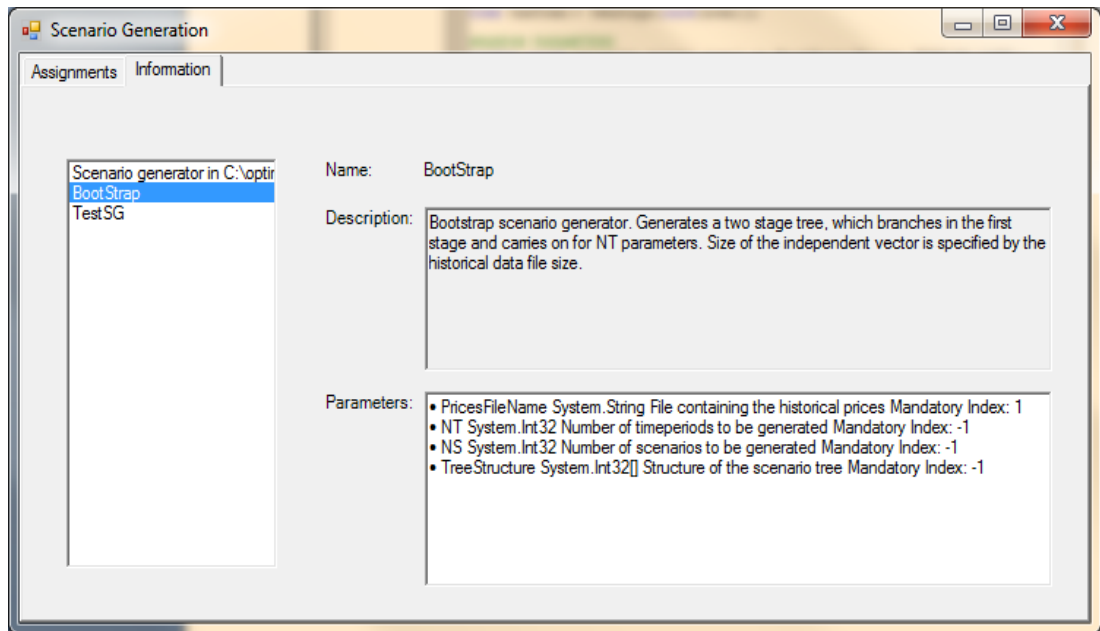 Scenario Generation
Assignments Information
Scenario generator in C:\optir
BootStrap
TestSG
Name: BootStrap
Description: Bootstrap scenario generator. Generates a two stage tree, which branches in the first
stage and carries on for NT parameters. Size of the independent vector is specified by the
historical data file size.
Parameters: • PricesFileName System.String File containing the historical prices Mandatory Index: 1
• NT System.Int32 Number of timeperiods to be generated Mandatory Index: -1
• NS System.Int32 Number of scenarios to be generated Mandatory Index: -1
• TreeStructure System.Int32[] Structure of the scenario tree Mandatory Index: -1